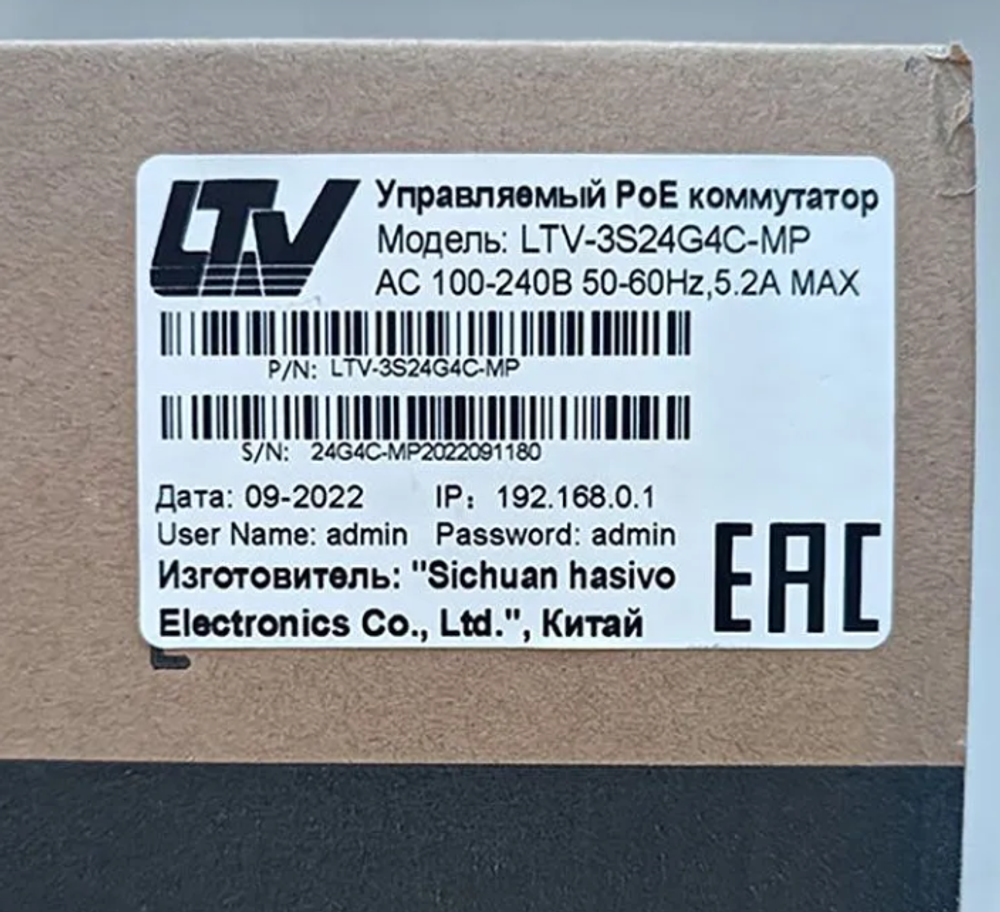 LTV
Управляемый PoE коммутатор
Модель: LTV-3S24G4C-MP
AC 100-240В 50-60Hz,5.2A MAX
P/N: LTV-3S24G4C-MP
S/N: 24G4C-MP2022091180
Дата: 09-2022 IP: 192.168.0.1
User Name: admin Password: admin
Изготовитель: "Sichuan hasivo
Electronics Co., Ltd.", Китай
EAC